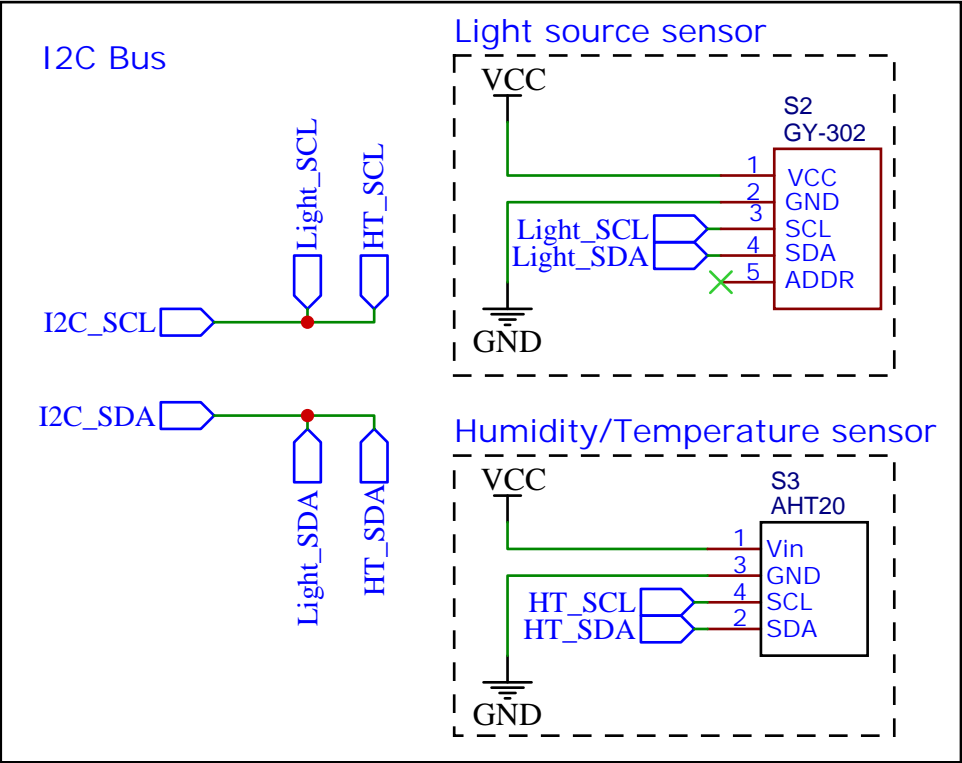 I2C Bus
Light_SCL
HT_SCL
I2C_SCL
I2C_SDA
Light_SDA
HT_SDA
Light source sensor
VCC
S2
GY-302
1 VCC
2 GND
Light_SCL 3 SCL
Light_SDA 4 SDA
5 ADDR
GND
Humidity/Temperature sensor
VCC
S3
AHT20
1 Vin
3 GND
HT_SCL 4 SCL
HT_SDA 2 SDA
GND